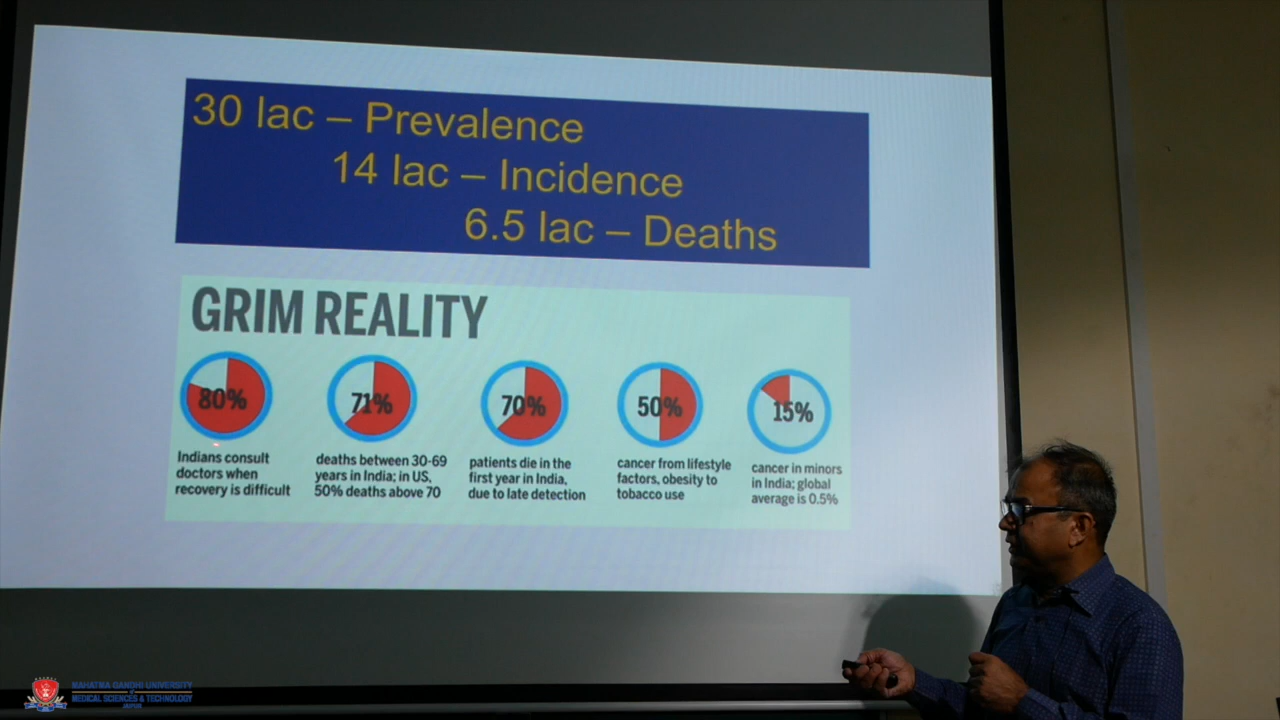 30 lac – Prevalence
14 lac – Incidence
6.5 lac – Deaths
GRIM REALITY
80%
Indians consult
doctors when
recovery is difficult
71%
deaths between 30-69
years in India; in US,
50% deaths above 70
70%
patients die in the
first year in India,
due to late detection
50%
cancer from lifestyle
factors, obesity to
tobacco use
15%
cancer in minors
in India; global
average is 0.5%
MAHATMA GANDHI UNIVERSITY
of
MEDICAL SCIENCES & TECHNOLOGY
JAIPUR